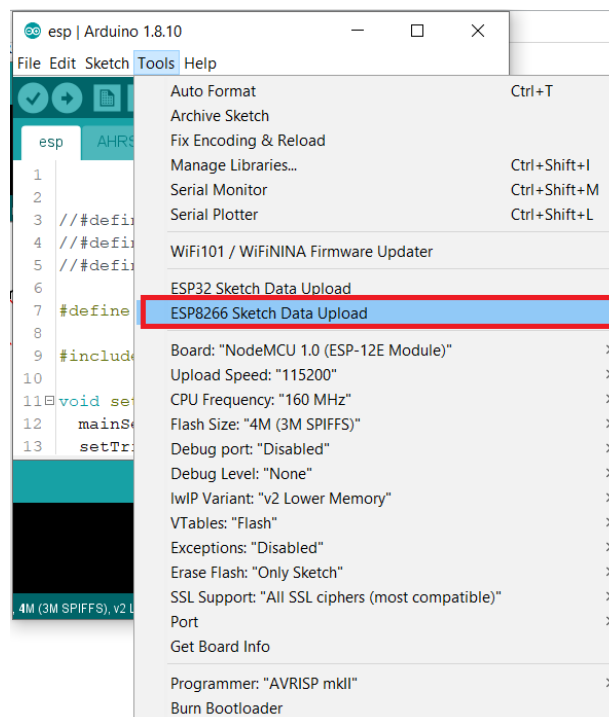 esp | Arduino 1.8.10
File Edit Sketch Tools Help
esp AHRS
1
2
3 //#defin
4 //#defin
5 //#defin
6
7 #define
8
9 #include
10
11 void set
12 mainSe
13 setTri
4M (3M SPIFFS), v2 L
Auto Format Ctrl+T
Archive Sketch
Fix Encoding & Reload
Manage Libraries... Ctrl+Shift+I
Serial Monitor Ctrl+Shift+M
Serial Plotter Ctrl+Shift+L
WiFi101 / WiFiNINA Firmware Updater
ESP32 Sketch Data Upload
ESP8266 Sketch Data Upload
Board: "NodeMCU 1.0 (ESP-12E Module)"
Upload Speed: "115200"
CPU Frequency: "160 MHz"
Flash Size: "4M (3M SPIFFS)"
Debug port: "Disabled"
Debug Level: "None"
IwIP Variant: "v2 Lower Memory"
VTables: "Flash"
Exceptions: "Disabled"
Erase Flash: "Only Sketch"
SSL Support: "All SSL ciphers (most compatible)"
Port
Get Board Info
Programmer: "AVRISP mkII"
Burn Bootloader